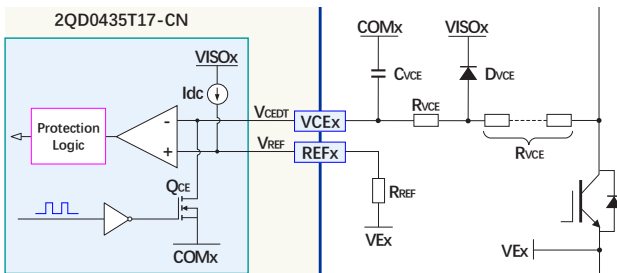 2QD0435T17-CN
VISOx
Idc
COMx
VISOx
CVCE
DVCE
VCEDT
VCEx
RVCE
Protection
Logic
-
+
VREF
REFx
RVCE
QCE
RREF
COMx
VEx
VEx